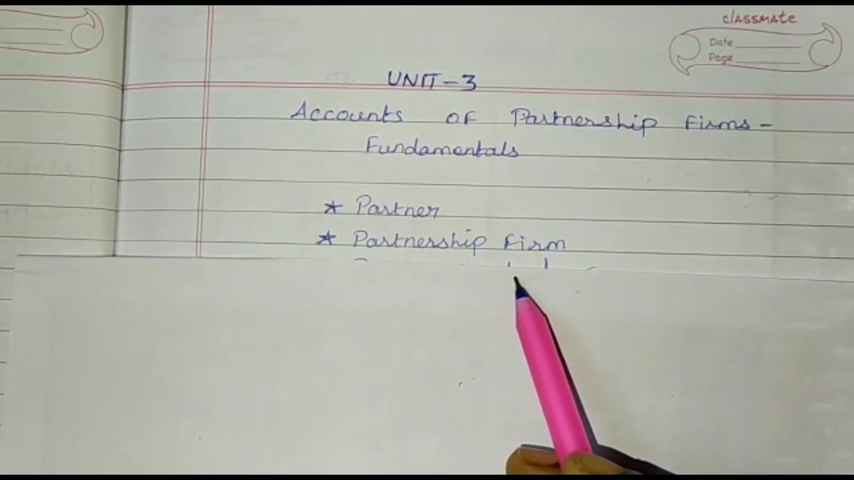 classmate
Date
Page
UNIT-3
Accounts of Partnership Firms-
Fundamentals
* Partner
* Partnership Firm